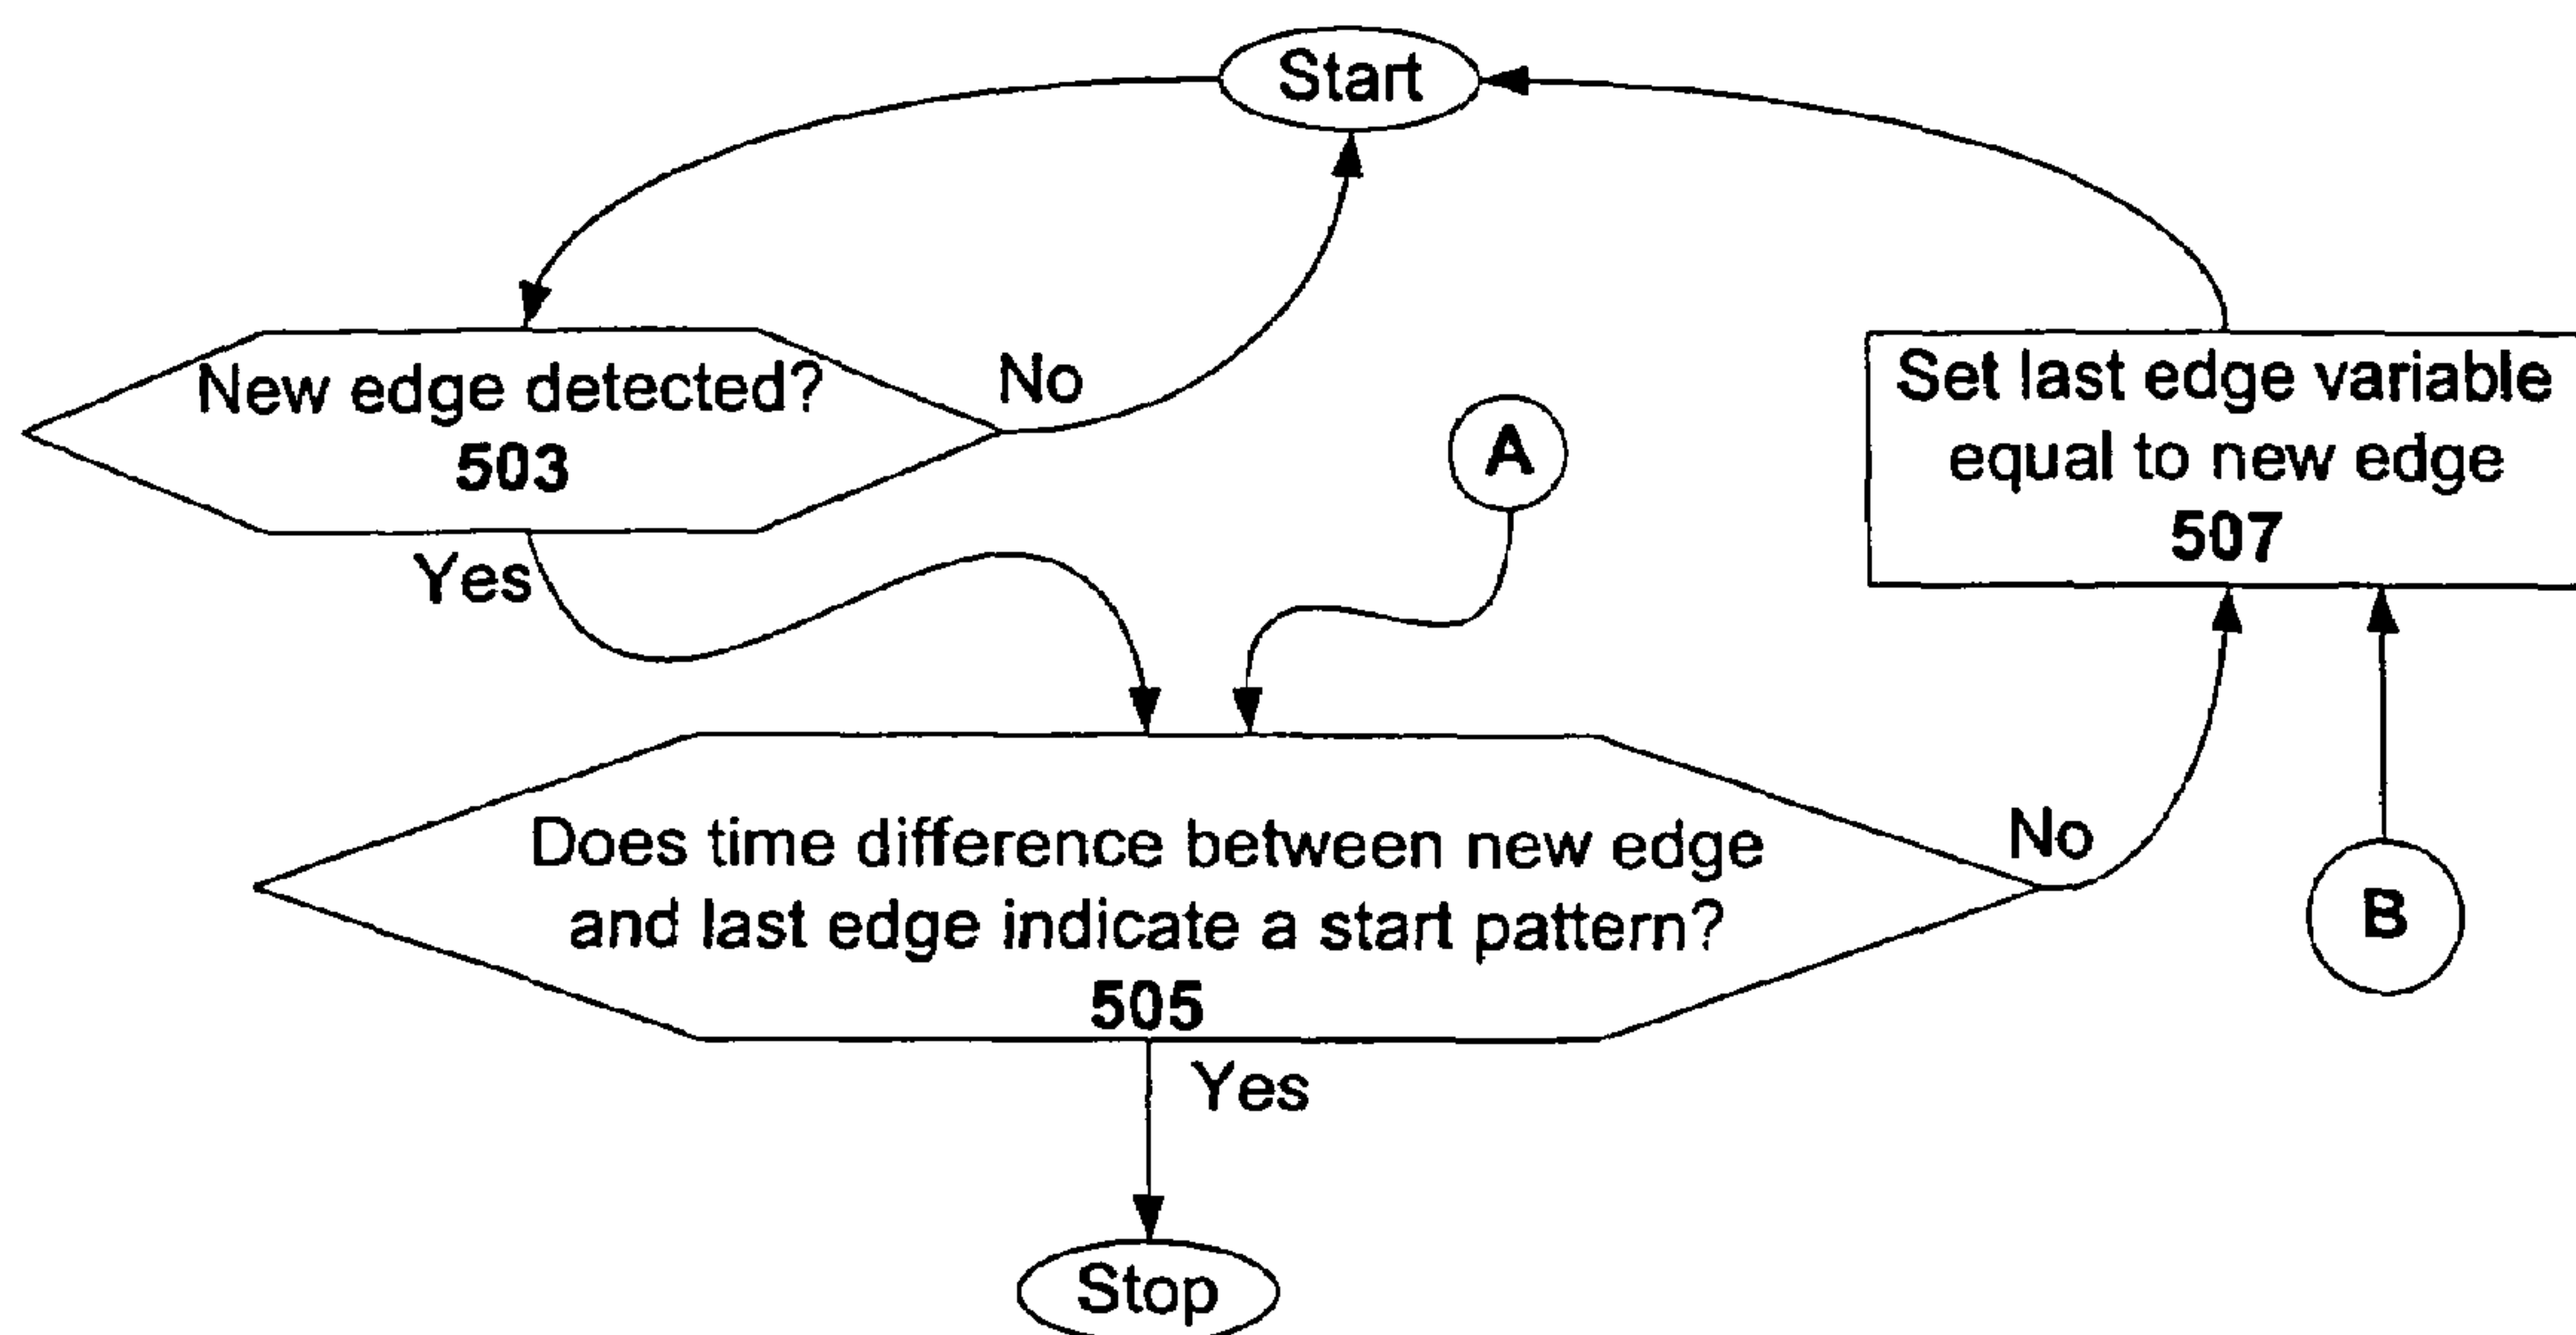 Start
New edge detected?
503
No
Yes
A
Set last edge variable
equal to new edge
507
Does time difference between new edge
and last edge indicate a start pattern?
505
No
B
Yes
Stop